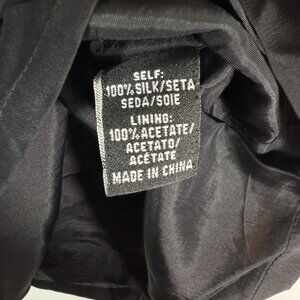 SELF:
100% SILK/SETA
SEDA/SOIE
LINING:
100% ACETATE/
ACETATO/
ACÉTATE
MADE IN CHINA